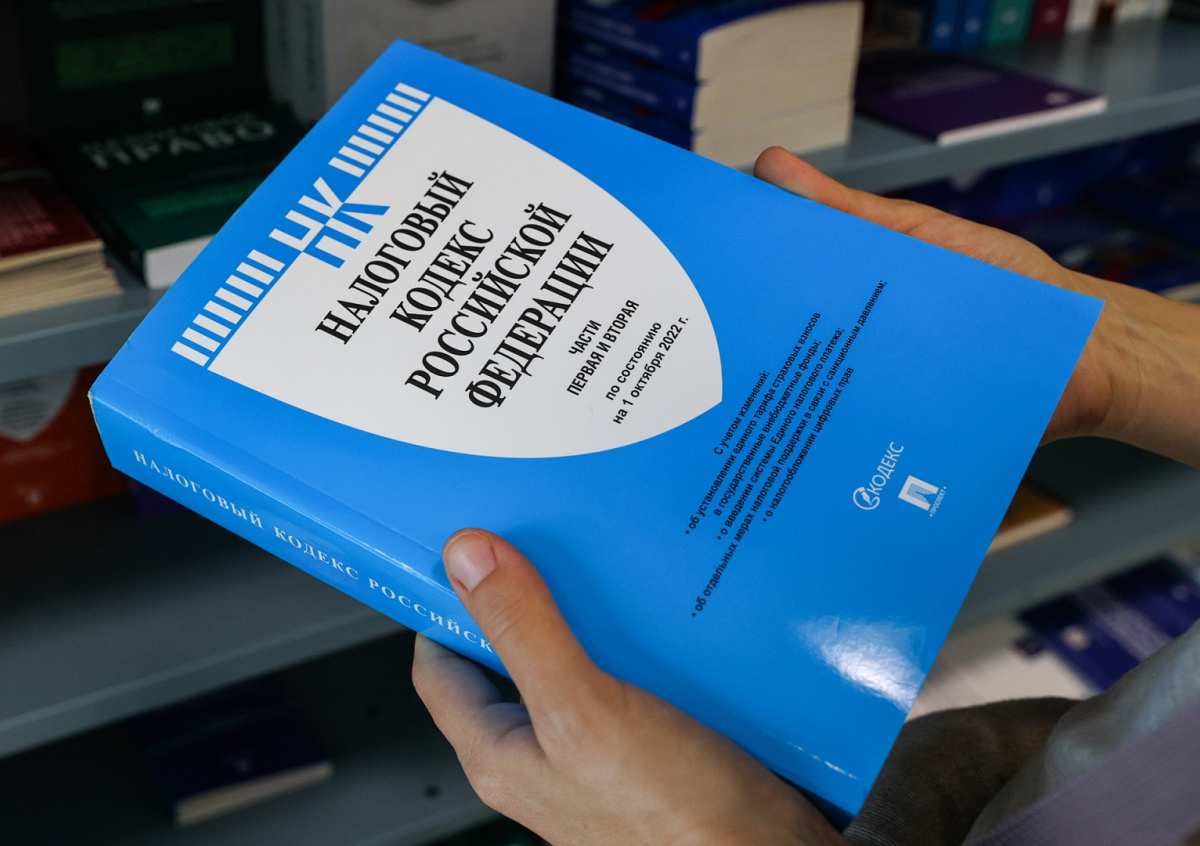 НК
НАЛОГОВЫЙ
КОДЕКС
РОССИЙСКОЙ
ФЕДЕРАЦИИ
ЧАСТИ
ПЕРВАЯ И ВТОРАЯ
по состоянию
на 1 октября 2022 г.
С учетом изменений:
• об установлении единого тарифа страховых взносов
в государственные внебюджетные фонды;
• о введении системы Единого налогового платежа;
• об отдельных мерах налоговой поддержки в связи с санкционным давлением;
• о налогообложении цифровых прав
КОДЕКС
• ПРОСПЕКТ •
НАЛОГОВЫЙ КОДЕКС РОССИЙСК
ПРАВО